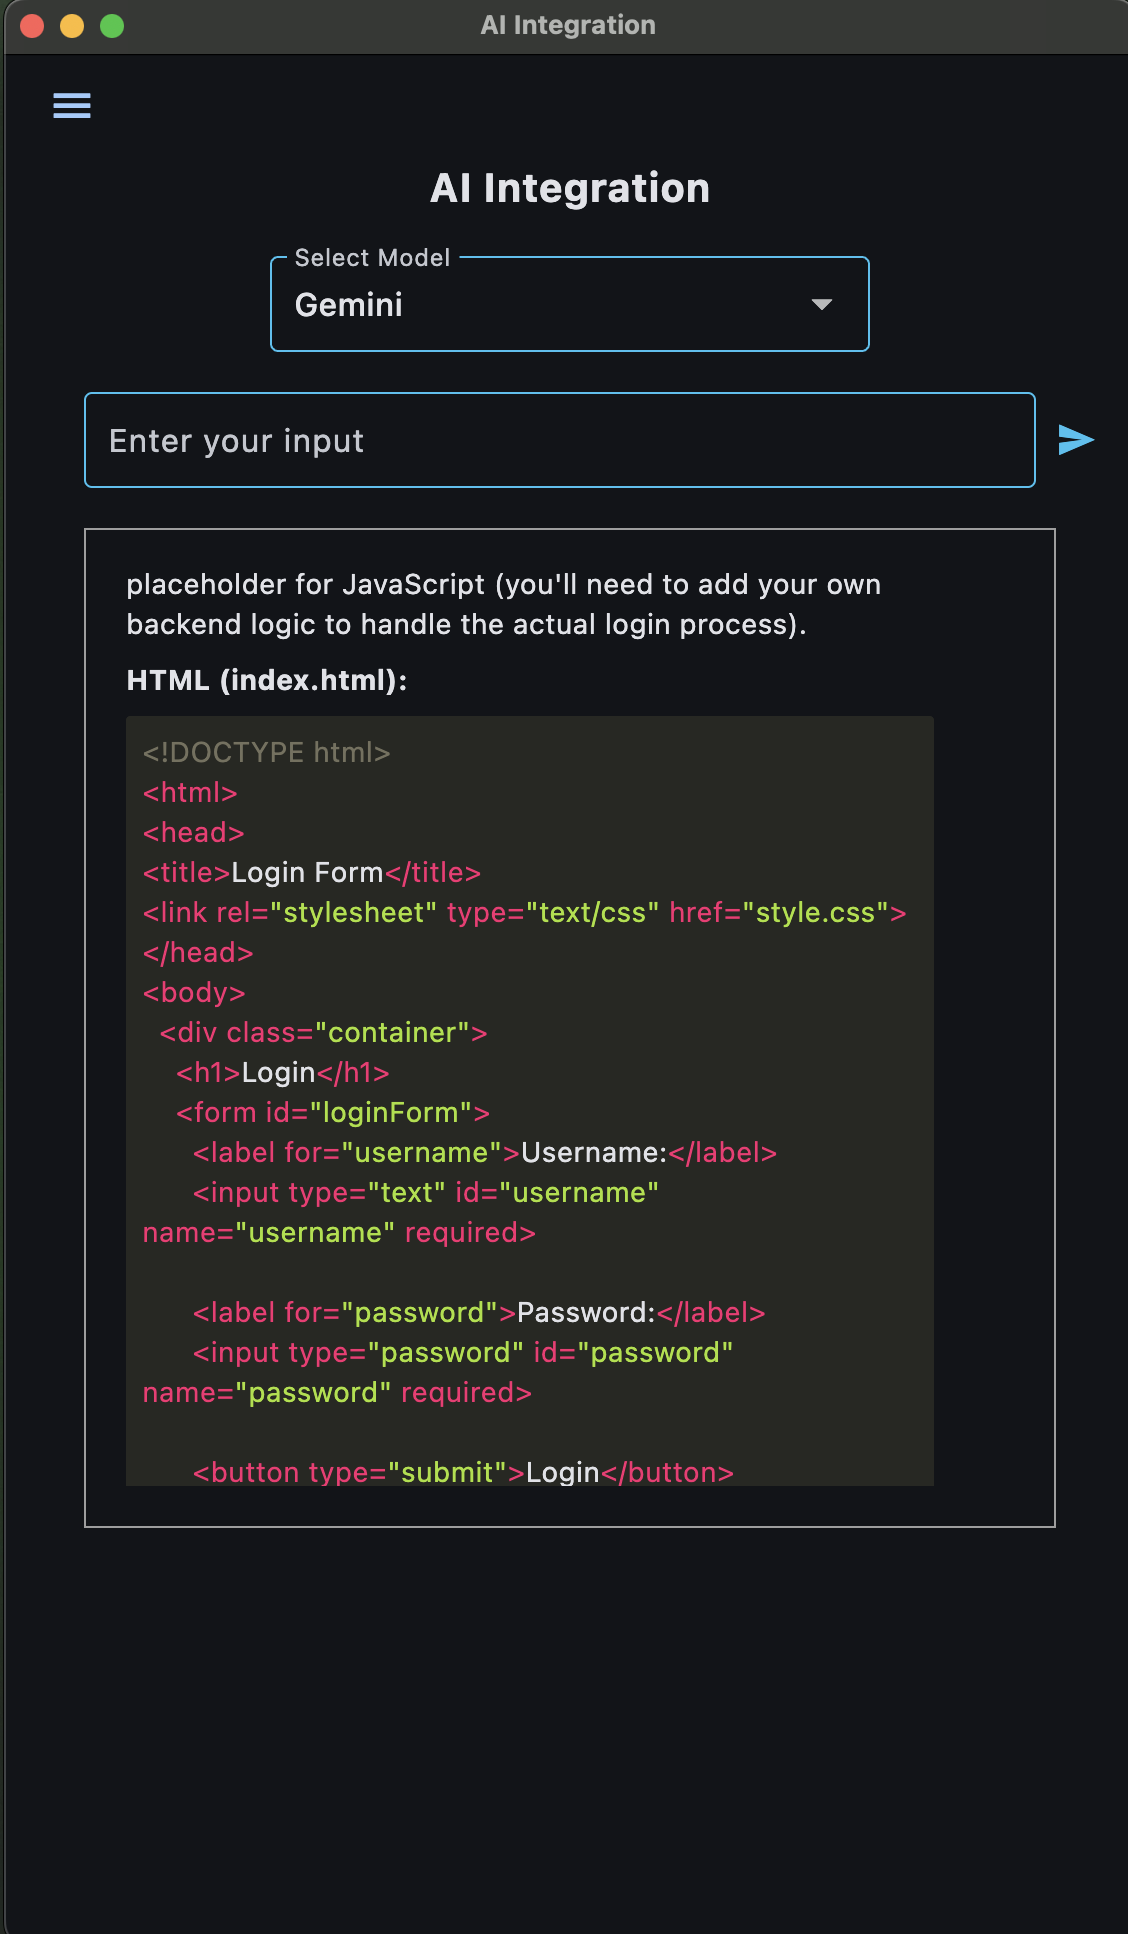 AI Integration
AI Integration
Select Model
Gemini
Enter your input
placeholder for JavaScript (you'll need to add your own
backend logic to handle the actual login process).
HTML (index.html):
<!DOCTYPE html>
<html>
<head>
<title>Login Form</title>
<link rel="stylesheet" type="text/css" href="style.css">
</head>
<body>
  <div class="container">
    <h1>Login</h1>
    <form id="loginForm">
      <label for="username">Username:</label>
      <input type="text" id="username"
name="username" required>

      <label for="password">Password:</label>
      <input type="password" id="password"
name="password" required>

      <button type="submit">Login</button>